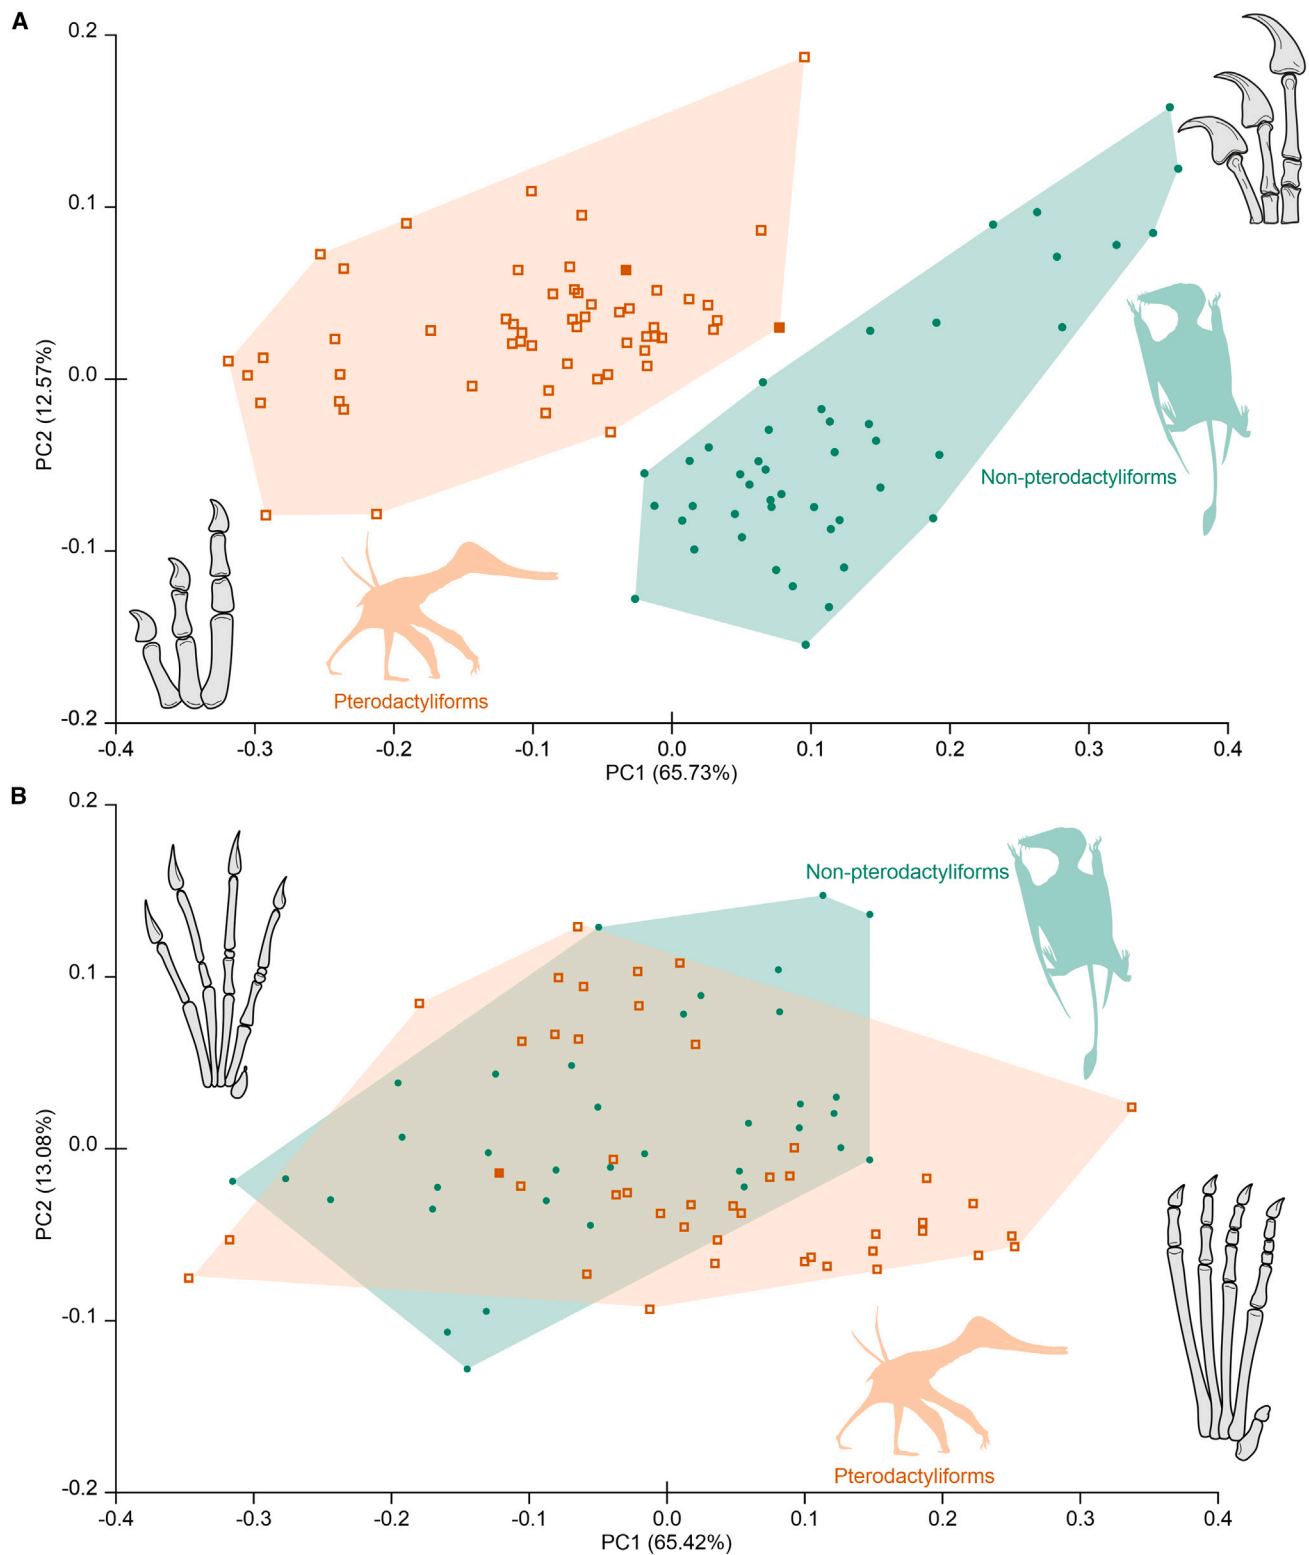 A
0.2
0.1
0.0
-0.1
-0.2
PC2 (12.57%)
Non-pterodactyliforms
Pterodactyliforms
-0.4 -0.3 -0.2 -0.1 0.0 0.1 0.2 0.3 0.4
PC1 (65.73%)
B
0.2
0.1
0.0
-0.1
-0.2
PC2 (13.08%)
Non-pterodactyliforms
Pterodactyliforms
-0.4 -0.3 -0.2 -0.1 0.0 0.1 0.2 0.3 0.4
PC1 (65.42%)